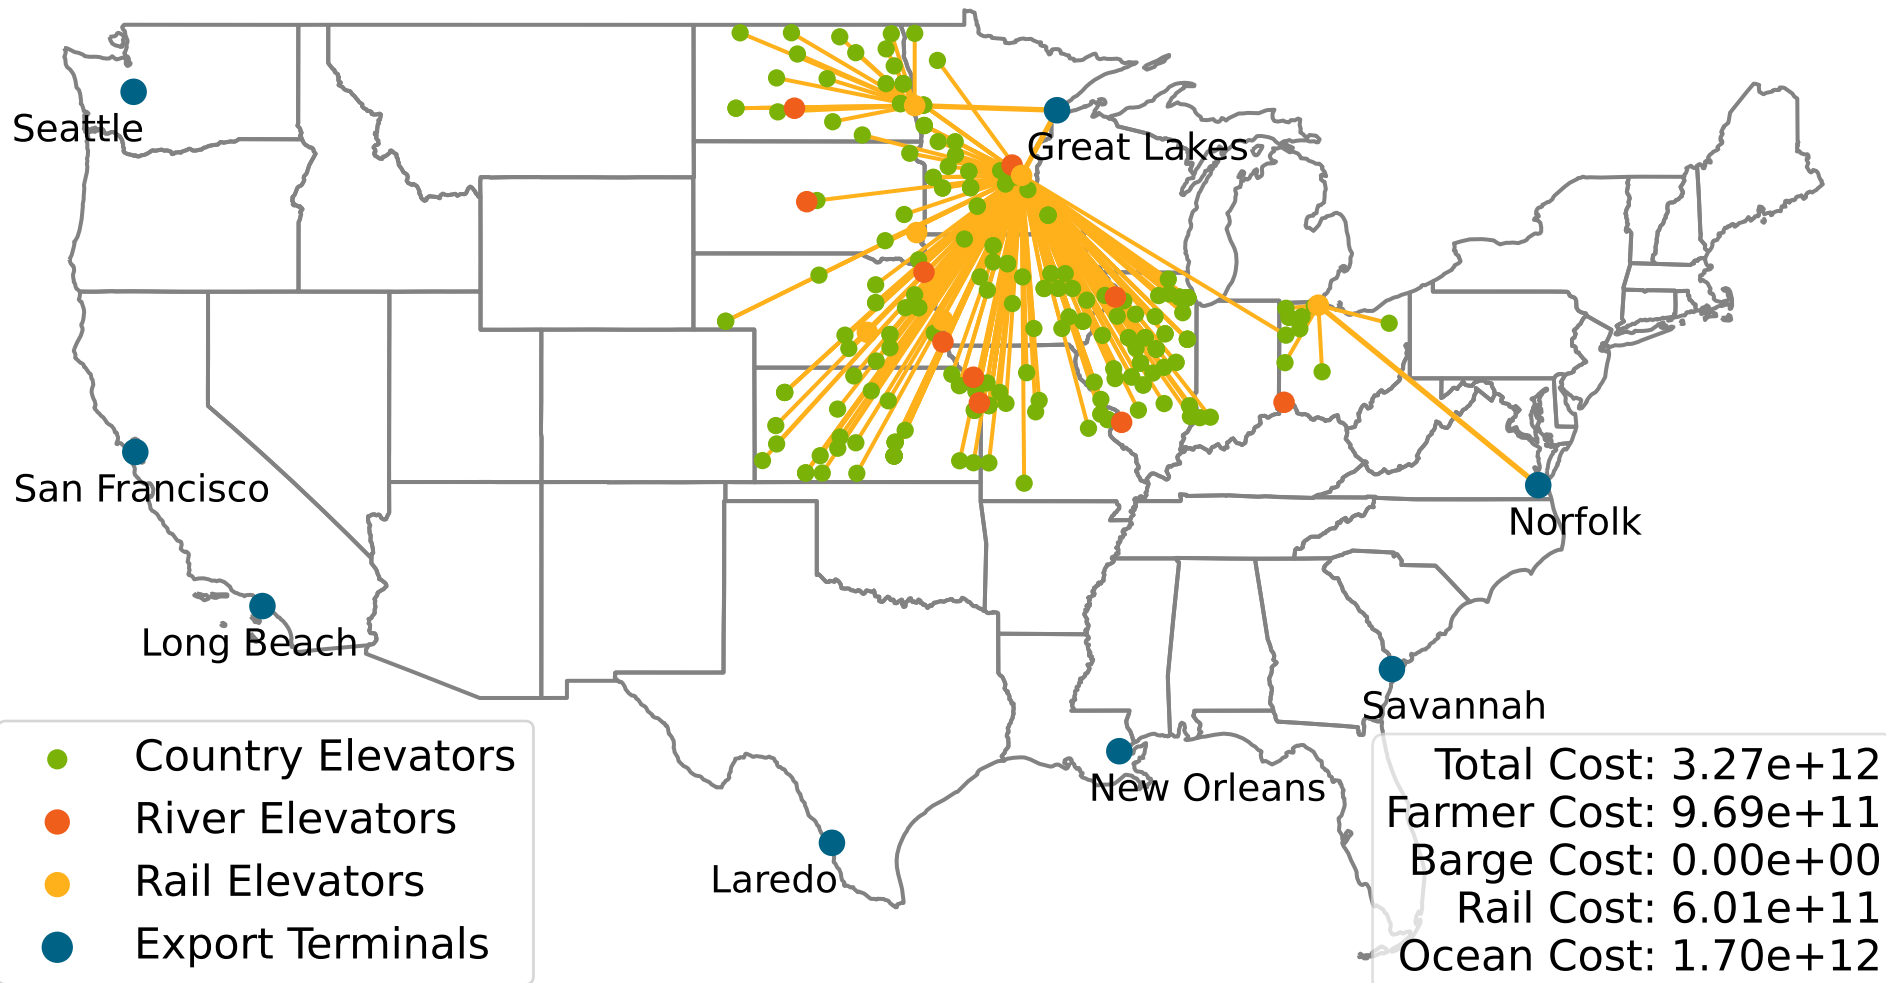 Seattle
Great Lakes
San Francisco
Norfolk
Long Beach
Savannah
New Orleans
Laredo
Country Elevators
River Elevators
Rail Elevators
Export Terminals
Total Cost: 3.27e+12
Farmer Cost: 9.69e+11
Barge Cost: 0.00e+00
Rail Cost: 6.01e+11
Ocean Cost: 1.70e+12